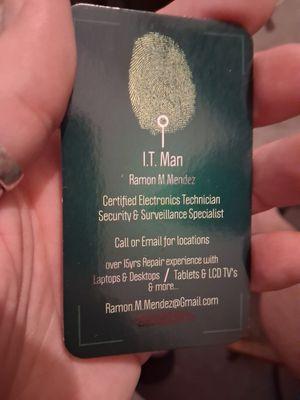 I.T. Man
Ramon M.Mendez
Certified Electronics Technician
Security & Surveillance Specialist
Call or Email for locations
over 15yrs Repair experience with
Laptops & Desktops / Tablets & LCD TV's
& more...
Ramon.M.Mendez@Gmail.com